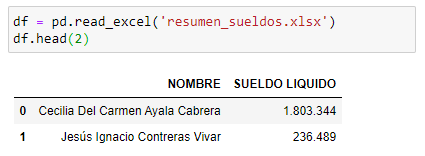 df = pd.read_excel('resumen_sueldos.xlsx')
df.head(2)
NOMBRE SUELDO LIQUIDO
0 Cecilia Del Carmen Ayala Cabrera 1.803.344
1 Jesús Ignacio Contreras Vivar 236.489